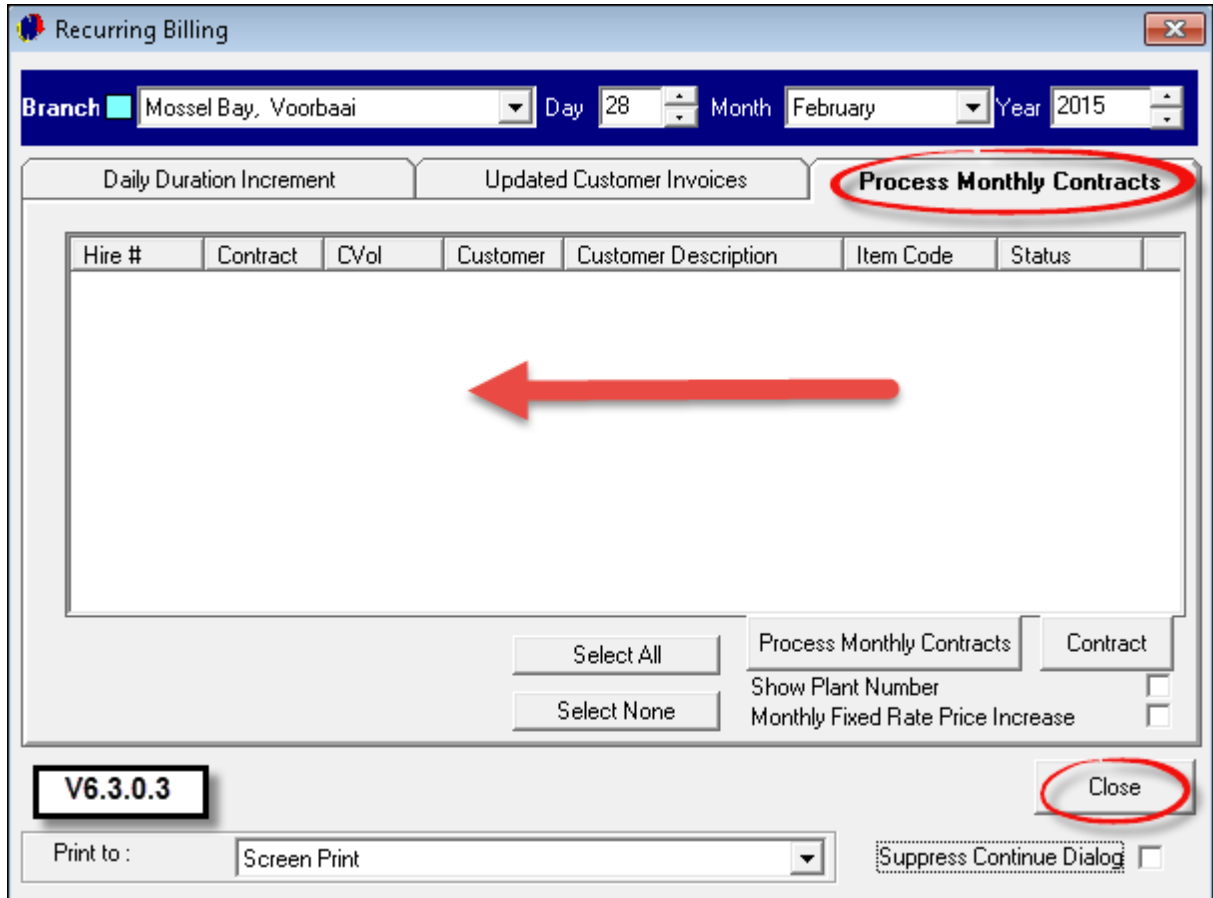 Recurring Billing
Branch Mossel Bay, Voorbaai Day 28 Month February Year 2015
Daily Duration Increment Updated Customer Invoices Process Monthly Contracts
Hire # Contract CVol Customer Customer Description Item Code Status
Select All Process Monthly Contracts Contract
Show Plant Number
Select None Monthly Fixed Rate Price Increase
V6.3.0.3 Close
Print to : Screen Print Suppress Continue Dialog